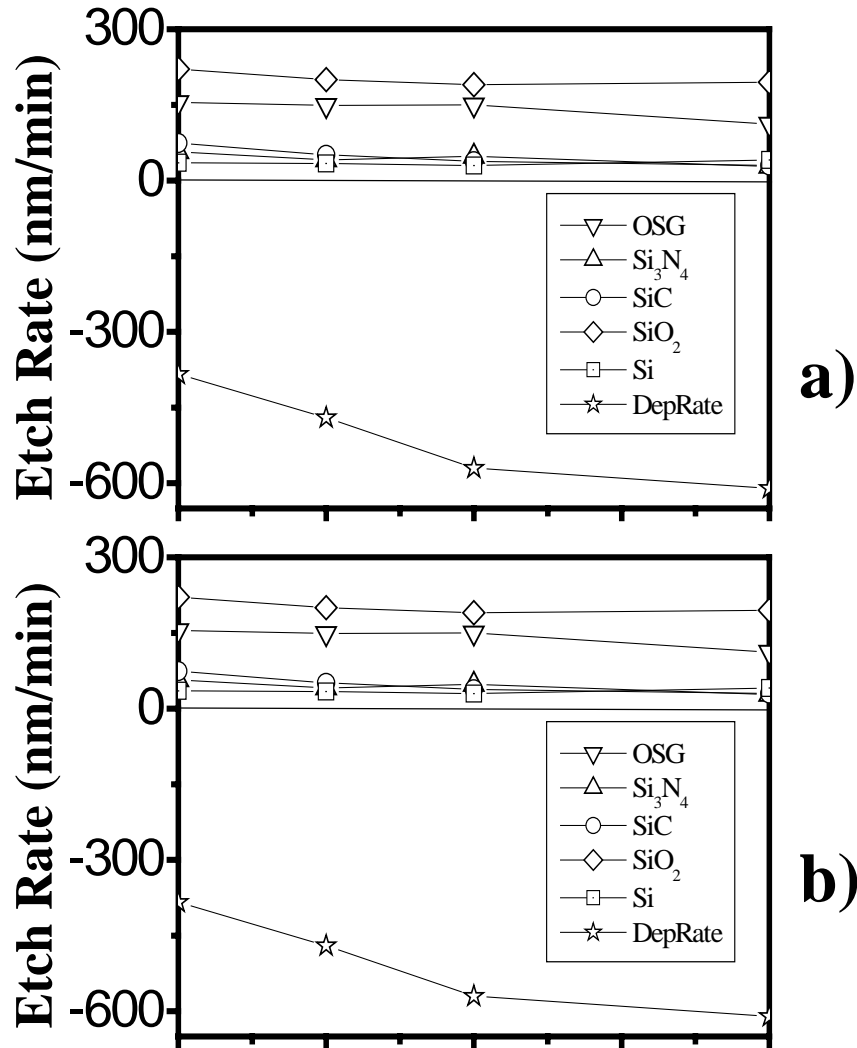 300
0
-300
-600
Etch Rate (nm/min)
OSG
Si₃N₄
SiC
SiO₂
Si
DepRate
a)
300
0
-300
-600
Etch Rate (nm/min)
OSG
Si₃N₄
SiC
SiO₂
Si
DepRate
b)